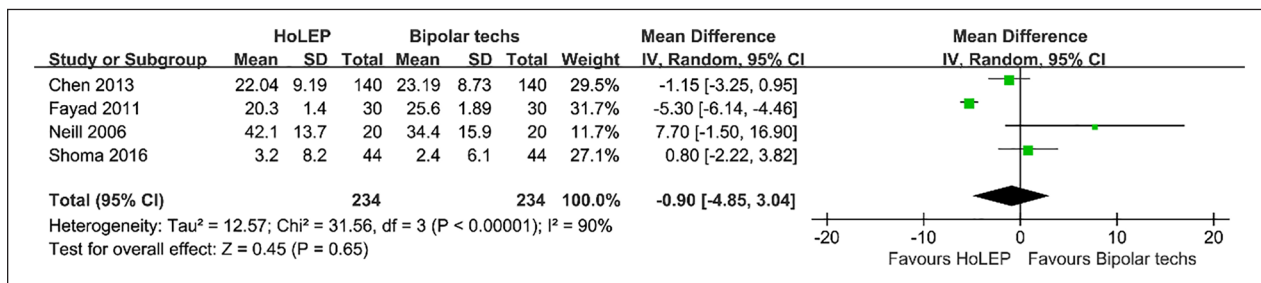 HoLEP Bipolar techs Mean Difference Mean Difference
Study or Subgroup Mean SD Total Mean SD Total Weight IV, Random, 95% CI IV, Random, 95% CI
Chen 2013 22.04 9.19 140 23.19 8.73 140 29.5% -1.15 [-3.25, 0.95]
Fayad 2011 20.3 1.4 30 25.6 1.89 30 31.7% -5.30 [-6.14, -4.46]
Neill 2006 42.1 13.7 20 34.4 15.9 20 11.7% 7.70 [-1.50, 16.90]
Shoma 2016 3.2 8.2 44 2.4 6.1 44 27.1% 0.80 [-2.22, 3.82]
Total (95% CI) 234 234 100.0% -0.90 [-4.85, 3.04]
Heterogeneity: Tau² = 12.57; Chi² = 31.56, df = 3 (P < 0.00001); I² = 90%
Test for overall effect: Z = 0.45 (P = 0.65)
-20 -10 0 10 20
Favours HoLEP Favours Bipolar techs